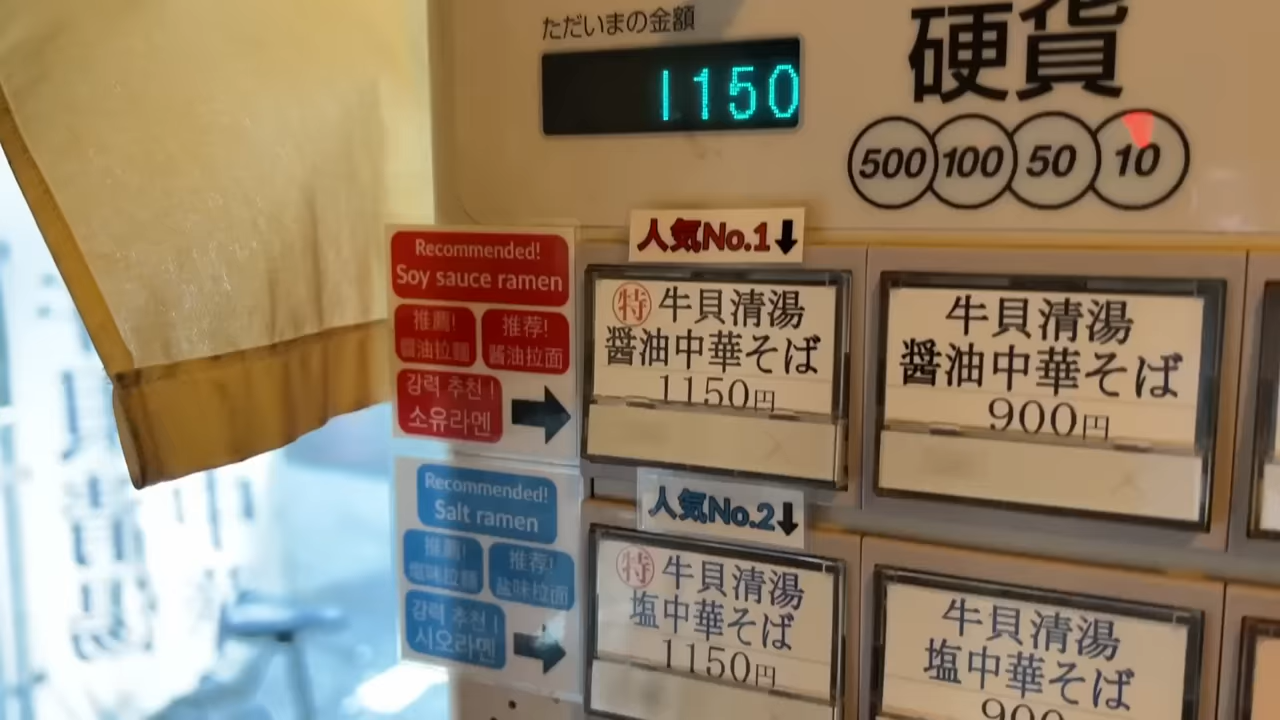 ただいまの金額
1150
硬貨
500 100 50 10
人気No.1↓
Recommended!
Soy sauce ramen
推薦!
醬油拉麵
推荐!
酱油拉面
강력 추천 !
소유라멘
特 牛貝清湯
醤油中華そば
1150円
牛貝清湯
醤油中華そば
900円
人気No.2↓
Recommended!
Salt ramen
推薦!
塩味拉麵
推荐!
盐味拉面
강력 추천 !
시오라멘
特 牛貝清湯
塩中華そば
1150円
牛貝清湯
塩中華そば
900